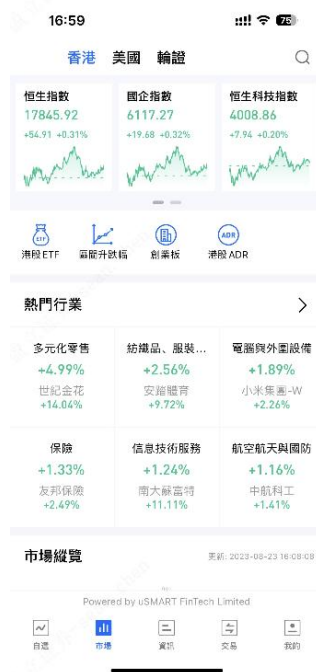 16:59
75
香港 美國 輪證
恒生指數 國企指數 恒生科技指數
17845.92 6117.27 4008.86
+54.91 +0.31% +19.68 +0.32% +7.94 +0.20%
ETF ADR
港股ETF 區間升跌幅 創業板 港股ADR
熱門行業
多元化零售 紡織品、服裝... 電腦與外圍設備
+4.99% +2.56% +1.89%
世紀金花 安踏體育 小米集團-W
+14.04% +9.72% +2.26%
保險 信息技術服務 航空航天與國防
+1.33% +1.24% +1.16%
友邦保險 南大蘇富特 中航科工
+2.49% +11.11% +1.41%
市場縱覽 更新: 2023-08-23 16:08:08
Powered by uSMART FinTech Limited
自選 市場 資訊 交易 我的